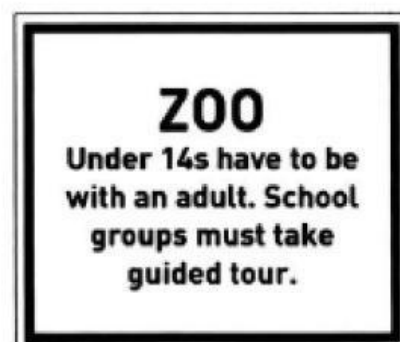 ZOO
Under 14s have to be
with an adult. School
groups must take
guided tour.